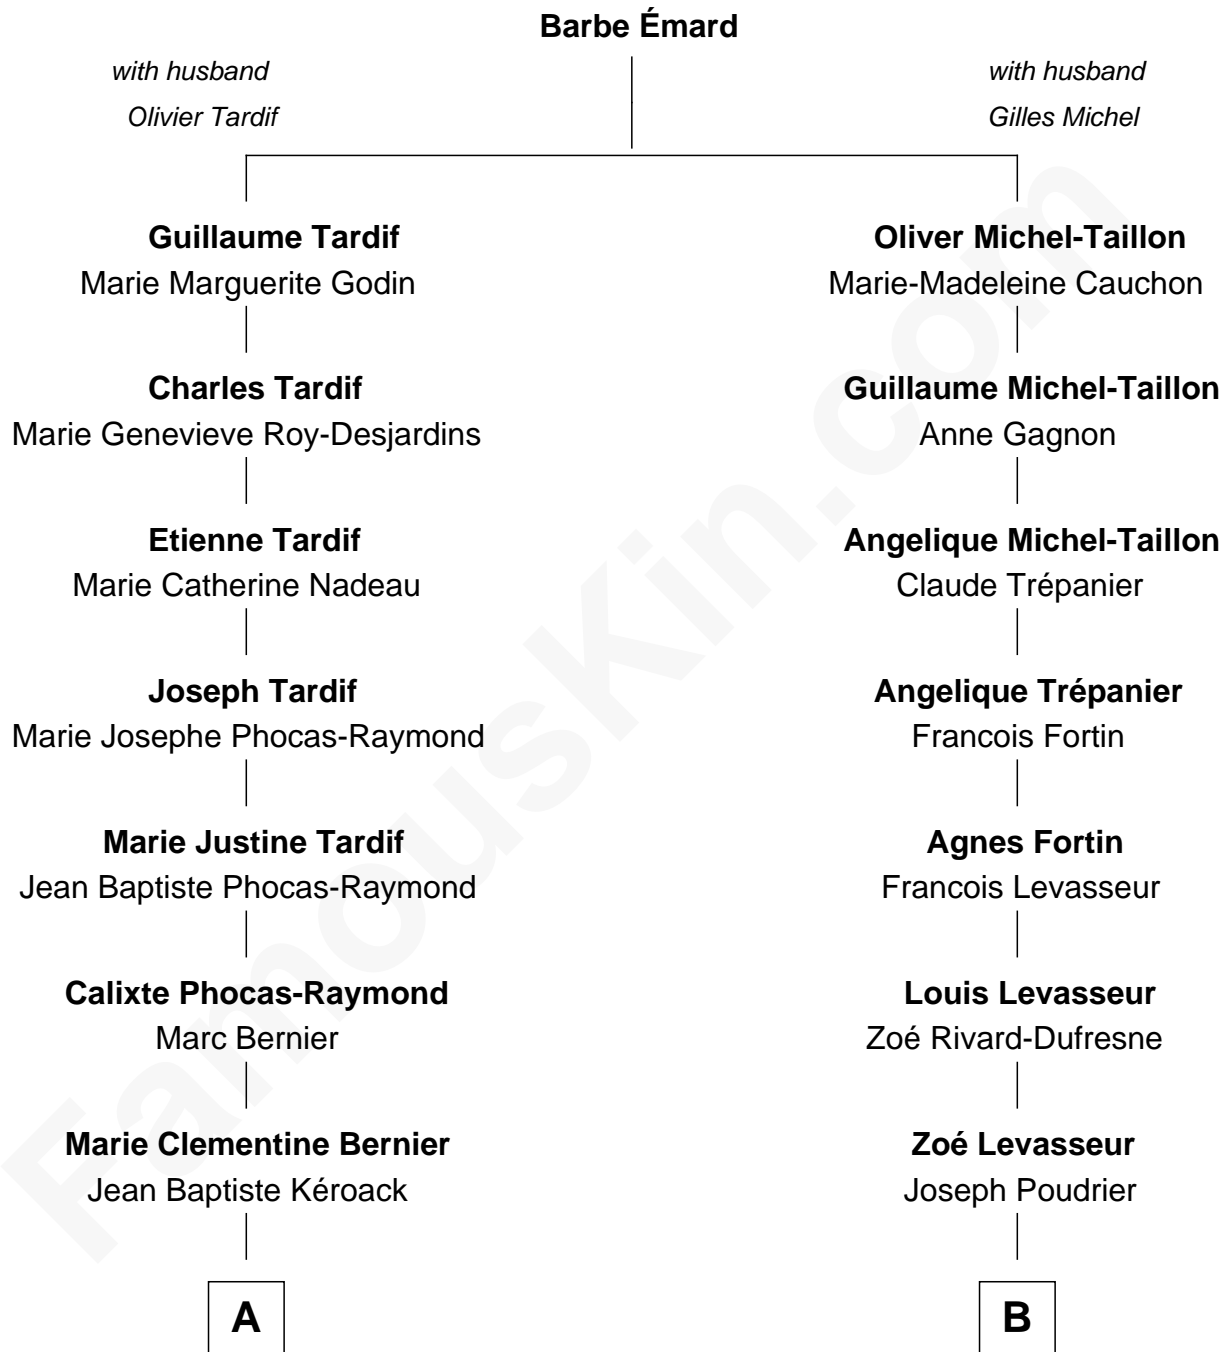 Barbe Émard
with husband
Olivier Tardif
with husband
Gilles Michel
Guillaume Tardif
Marie Marguerite Godin
Oliver Michel-Taillon
Marie-Madeleine Cauchon
Charles Tardif
Marie Genevieve Roy-Desjardins
Guillaume Michel-Taillon
Anne Gagnon
Etienne Tardif
Marie Catherine Nadeau
Angelique Michel-Taillon
Claude Trépanier
Joseph Tardif
Marie Josephe Phocas-Raymond
Angelique Trépanier
Francois Fortin
Marie Justine Tardif
Jean Baptiste Phocas-Raymond
Agnes Fortin
Francois Levasseur
Calixte Phocas-Raymond
Marc Bernier
Louis Levasseur
Zoé Rivard-Dufresne
Marie Clementine Bernier
Jean Baptiste Kéroack
Zoé Levasseur
Joseph Poudrier
A
B
FamousKin.com